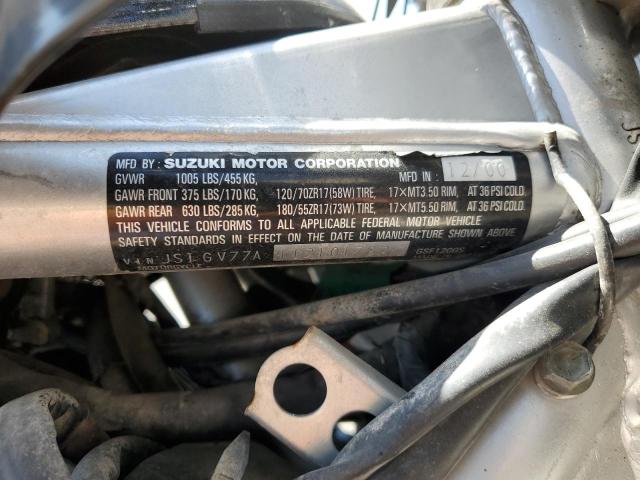 MFD BY : SUZUKI MOTOR CORPORATION
GVWR 1005 LBS/455 KG, MFD IN : 12/06
GAWR FRONT 375 LBS/170 KG, 120/70ZR17(58W) TIRE, 17×MT3.50 RIM, AT 36 PSI COLD.
GAWR REAR 630 LBS/285 KG, 180/55ZR17(73W) TIRE, 17×MT5.50 RIM, AT 36 PSI COLD.
THIS VEHICLE CONFORMS TO ALL APPLICABLE FEDERAL MOTOR VEHICLE
SAFETY STANDARDS IN EFFECT ON THE DATE OF MANUFACTURE SHOWN ABOVE.
VIN JS1GV77A GSF1200S
MOTORCYCLE